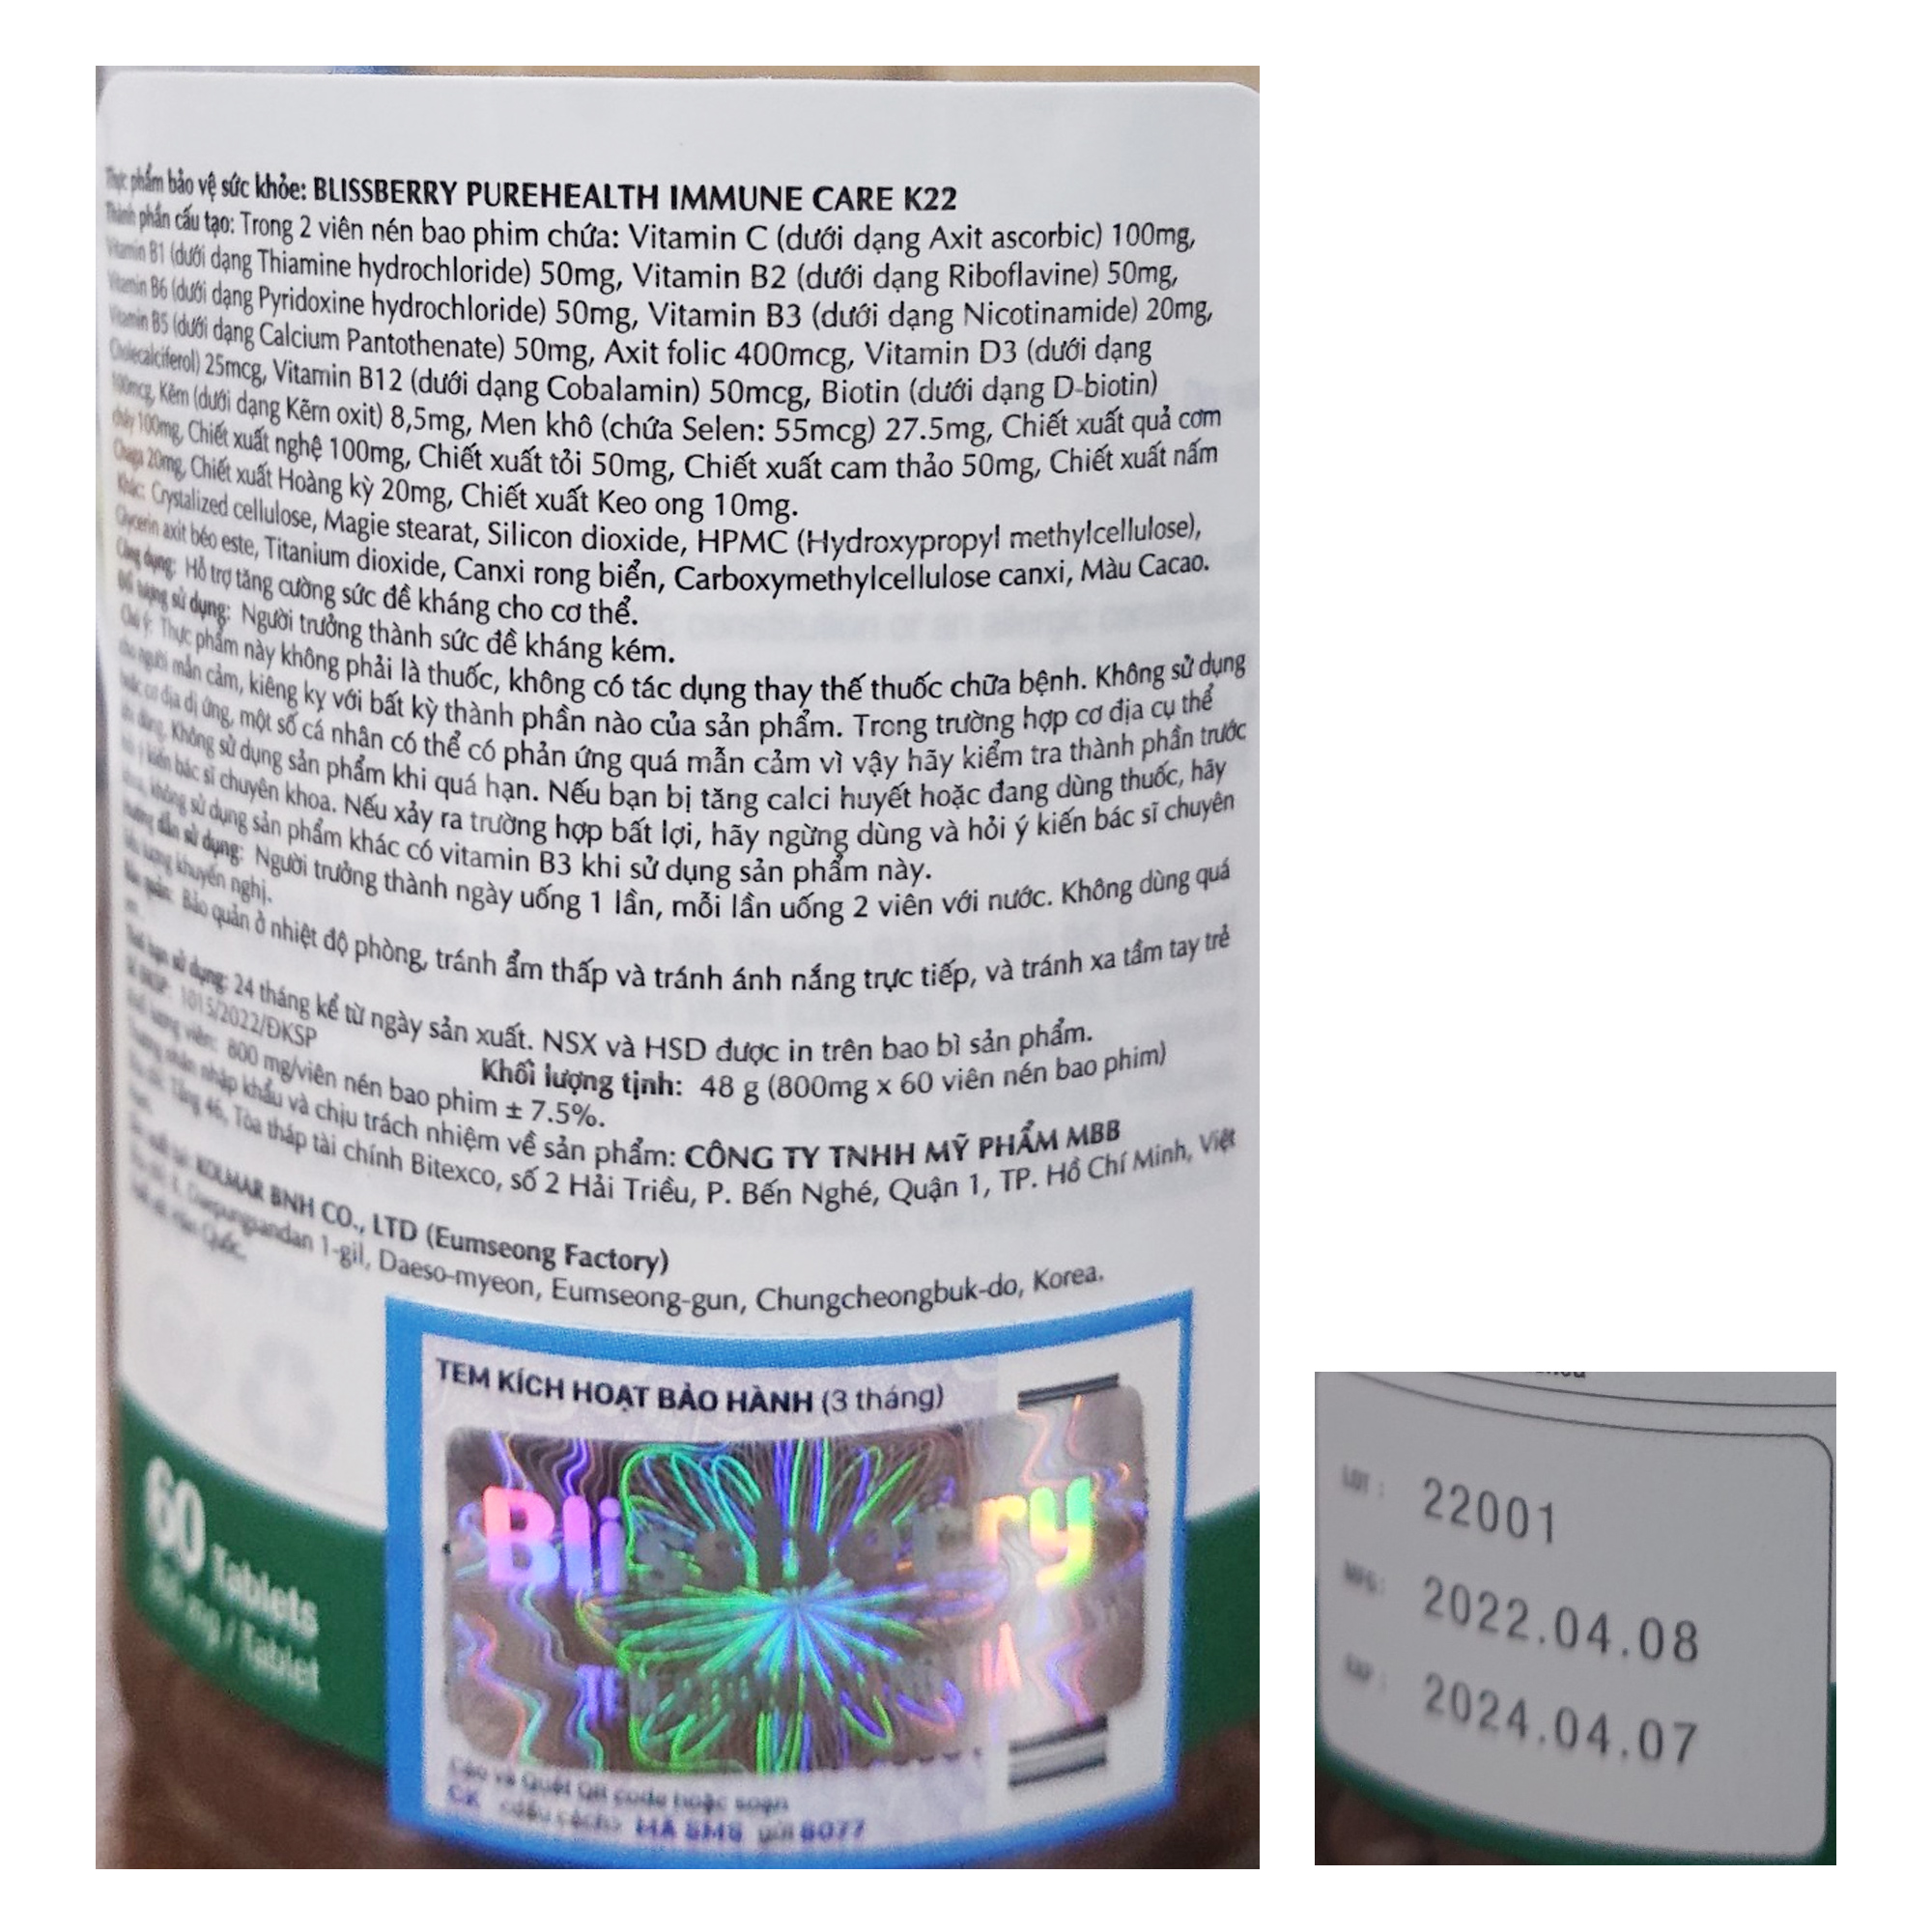 Thực phẩm bảo vệ sức khỏe: BLISSBERRY PUREHEALTH IMMUNE CARE K22
Thành phần cấu tạo: Trong 2 viên nén bao phim chứa: Vitamin C (dưới dạng Axit ascorbic) 100mg,
Vitamin B1 (dưới dạng Thiamine hydrochloride) 50mg, Vitamin B2 (dưới dạng Riboflavine) 50mg,
Vitamin B6 (dưới dạng Pyridoxine hydrochloride) 50mg, Vitamin B3 (dưới dạng Nicotinamide) 20mg,
Vitamin B5 (dưới dạng Calcium Pantothenate) 50mg, Axit folic 400mcg, Vitamin D3 (dưới dạng
Cholecalciferol) 25mcg, Vitamin B12 (dưới dạng Cobalamin) 50mcg, Biotin (dưới dạng D-biotin)
100mcg, Kẽm (dưới dạng Kẽm oxit) 8,5mg, Men khô (chứa Selen: 55mcg) 27.5mg, Chiết xuất quả cơm
cháy 100mg, Chiết xuất nghệ 100mg, Chiết xuất tỏi 50mg, Chiết xuất cam thảo 50mg, Chiết xuất nấm
Chaga 20mg, Chiết xuất Hoàng kỳ 20mg, Chiết xuất Keo ong 10mg.
Khác: Crystalized cellulose, Magie stearat, Silicon dioxide, HPMC (Hydroxypropyl methylcellulose),
Glycerin axit béo este, Titanium dioxide, Canxi rong biển, Carboxymethylcellulose canxi, Màu Cacao.
Công dụng: Hỗ trợ tăng cường sức đề kháng cho cơ thể.
Đối tượng sử dụng: Người trưởng thành sức đề kháng kém.
Chú ý: Thực phẩm này không phải là thuốc, không có tác dụng thay thế thuốc chữa bệnh. Không sử dụng
cho người mẫn cảm, kiêng kỵ với bất kỳ thành phần nào của sản phẩm. Trong trường hợp cơ địa cụ thể
hoặc cơ địa dị ứng, một số cá nhân có thể có phản ứng quá mẫn cảm vì vậy hãy kiểm tra thành phần trước
khi dùng. Không sử dụng sản phẩm khi quá hạn. Nếu bạn bị tăng calci huyết hoặc đang dùng thuốc, hãy
hỏi ý kiến bác sĩ chuyên khoa. Nếu xảy ra trường hợp bất lợi, hãy ngừng dùng và hỏi ý kiến bác sĩ chuyên
khoa, không sử dụng sản phẩm khác có vitamin B3 khi sử dụng sản phẩm này.
Hướng dẫn sử dụng: Người trưởng thành ngày uống 1 lần, mỗi lần uống 2 viên với nước. Không dùng quá
liều lượng khuyến nghị.
Bảo quản: Bảo quản ở nhiệt độ phòng, tránh ẩm thấp và tránh ánh nắng trực tiếp, và tránh xa tầm tay trẻ
em.
Thời hạn sử dụng: 24 tháng kể từ ngày sản xuất. NSX và HSD được in trên bao bì sản phẩm.
Số ĐKSP: 1015/2022/ĐKSP Khối lượng tịnh: 48 g (800mg x 60 viên nén bao phim)
Khối lượng viên: 800 mg/viên nén bao phim ± 7.5%.
Thương nhân nhập khẩu và chịu trách nhiệm về sản phẩm: CÔNG TY TNHH MỸ PHẨM MBB
Địa chỉ: Tầng 46, Tòa tháp tài chính Bitexco, số 2 Hải Triều, P. Bến Nghé, Quận 1, TP. Hồ Chí Minh, Việt
Nam.
Sản xuất tại: KOLMAR BNH CO., LTD (Eumseong Factory)
Daepungsandan 1-gil, Daeso-myeon, Eumseong-gun, Chungcheongbuk-do, Korea.
Xuất xứ: Hàn Quốc.
TEM KÍCH HOẠT BẢO HÀNH (3 tháng)
Blissberry
Cào và Quét QR code hoặc soạn
CK <dấu cách> MÃ SMS gửi 8077
60 Tablets
mg / Tablet
LOT : 22001
MFG : 2022.04.08
EXP : 2024.04.07